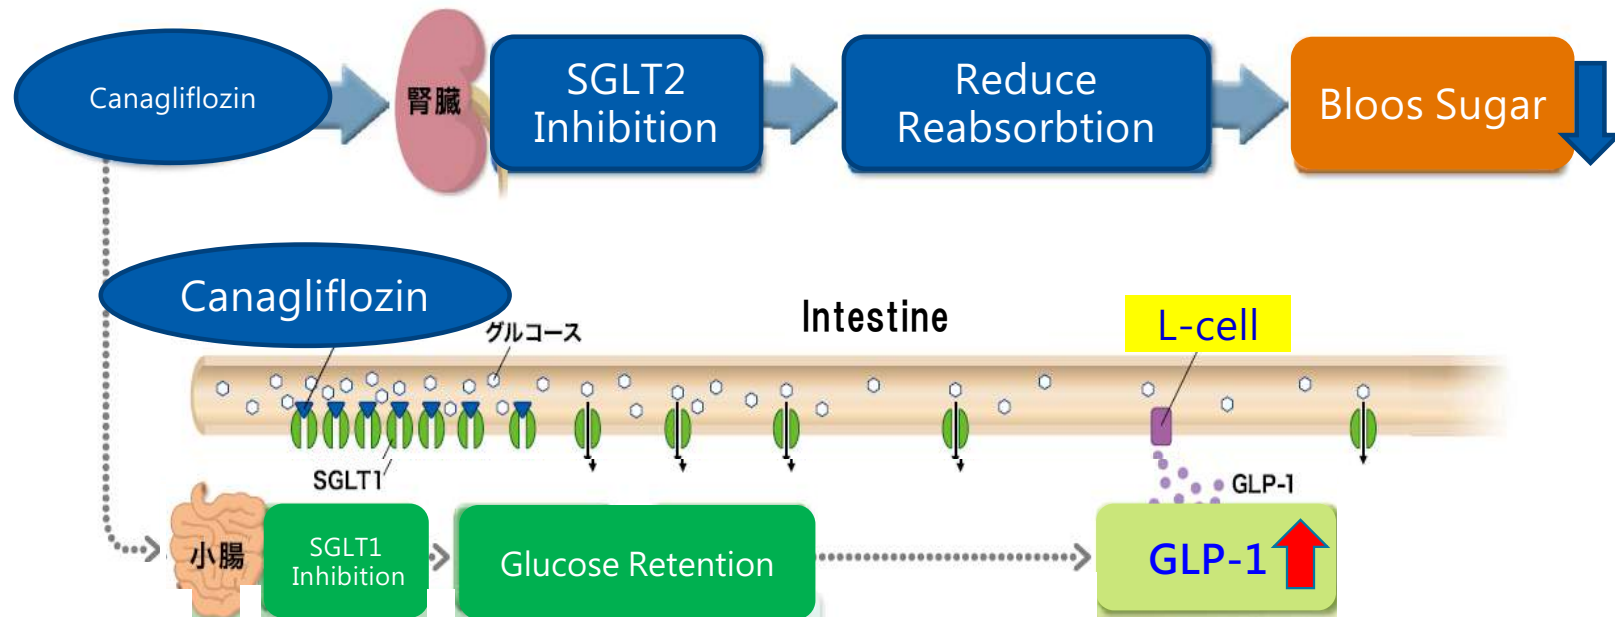 Canagliflozin
腎臓
SGLT2
Inhibition
Reduce
Reabsorbtion
Bloos Sugar
Canagliflozin
グルコース
Intestine
L-cell
SGLT1
GLP-1
小腸
SGLT1
Inhibition
Glucose Retention
GLP-1